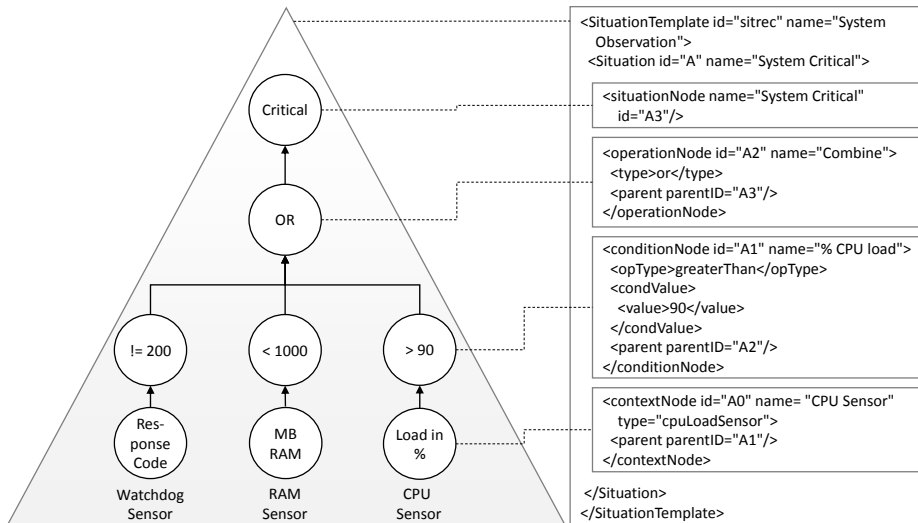 Critical
OR
!= 200
< 1000
> 90
Res-
ponse
Code
MB
RAM
Load in
%
Watchdog
Sensor
RAM
Sensor
CPU
Sensor
<SituationTemplate id="sitrec" name="System
Observation">
<Situation id="A" name="System Critical">
<situationNode name="System Critical"
id="A3"/>
<operationNode id="A2" name="Combine">
<type>or</type>
<parent parentID="A3"/>
</operationNode>
<conditionNode id="A1" name="% CPU load">
<opType>greaterThan</opType>
<condValue>
<value>90</value>
</condValue>
<parent parentID="A2"/>
</conditionNode>
<contextNode id="A0" name= "CPU Sensor"
type="cpuLoadSensor">
<parent parentID="A1"/>
</contextNode>
</Situation>
</SituationTemplate>